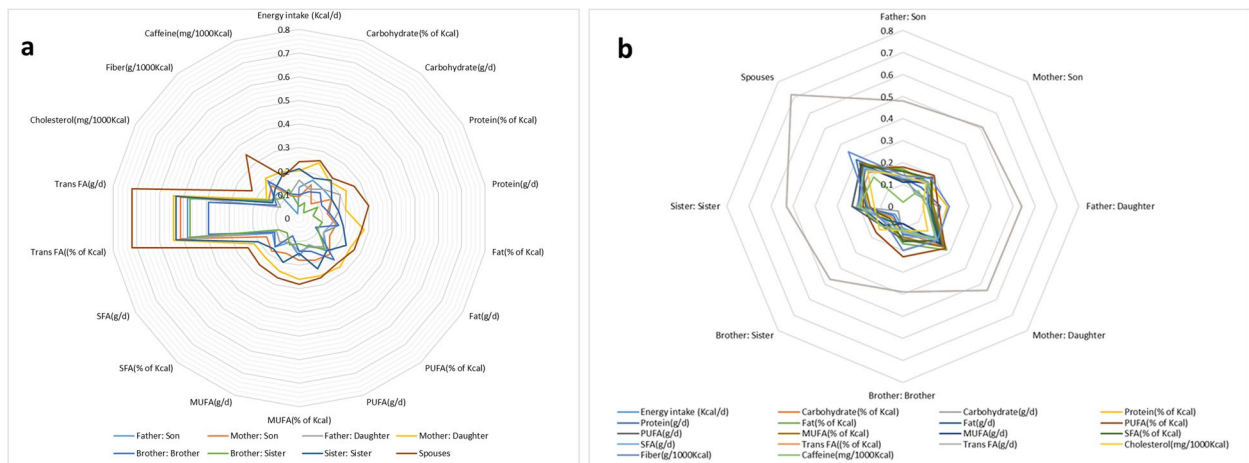 a
Energy intake (Kcal/d)
Carbohydrate(% of Kcal)
Carbohydrate(g/d)
Protein(% of Kcal)
Protein(g/d)
Fat(% of Kcal)
Fat(g/d)
PUFA(% of Kcal)
PUFA(g/d)
MUFA(% of Kcal)
MUFA(g/d)
SFA(% of Kcal)
SFA(g/d)
Trans FA((% of Kcal)
Trans FA(g/d)
Cholesterol(mg/1000Kcal)
Fiber(g/1000Kcal)
Caffeine(mg/1000Kcal)
0.8
0.7
0.6
0.5
0.4
0.3
0.2
0.1
0
Father: Son Mother: Son Father: Daughter Mother: Daughter
Brother: Brother Brother: Sister Sister: Sister Spouses
b
Father: Son
Mother: Son
Father: Daughter
Mother: Daughter
Brother: Brother
Brother: Sister
Sister: Sister
Spouses
0.8
0.7
0.6
0.5
0.4
0.3
0.2
0.1
0
Energy intake (Kcal/d) Carbohydrate(% of Kcal) Carbohydrate(g/d) Protein(% of Kcal)
Protein(g/d) Fat(% of Kcal) Fat(g/d) PUFA(% of Kcal)
PUFA(g/d) MUFA(% of Kcal) MUFA(g/d) SFA(% of Kcal)
SFA(g/d) Trans FA((% of Kcal) Trans FA(g/d) Cholesterol(mg/1000Kcal)
Fiber(g/1000Kcal) Caffeine(mg/1000Kcal)